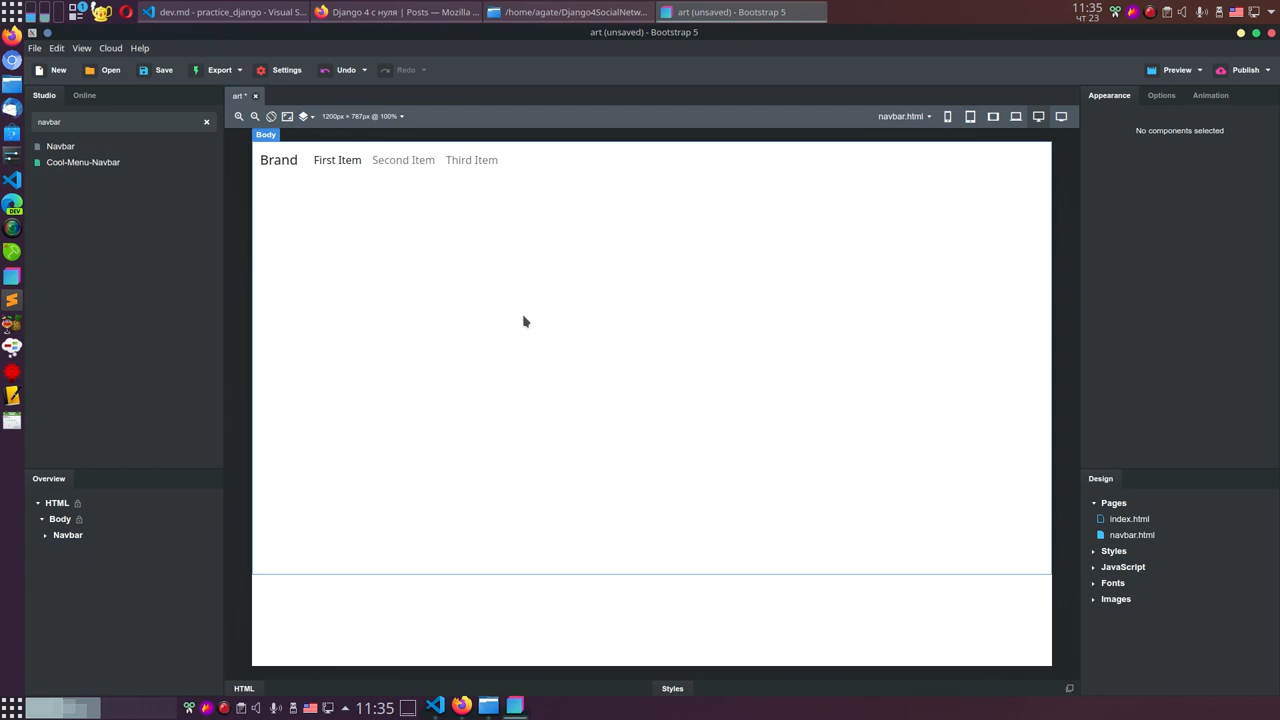 dev.md - practice_django - Visual S...
Django 4 с нуля | Posts — Mozilla ...
/home/agate/Django4SocialNetw...
art (unsaved) - Bootstrap 5
11:35
чт 23
art (unsaved) - Bootstrap 5
File Edit View Cloud Help
New Open Save Export Settings Undo Redo Preview Publish
Studio Online
art *
Appearance Options Animation
navbar
1200px × 787px @ 100%
navbar.html
Body
No components selected
Navbar
Cool-Menu-Navbar
Brand First Item Second Item Third Item
DEV
Overview
HTML
Body
Navbar
Design
Pages
index.html
navbar.html
Styles
JavaScript
Fonts
Images
HTML Styles
11:35